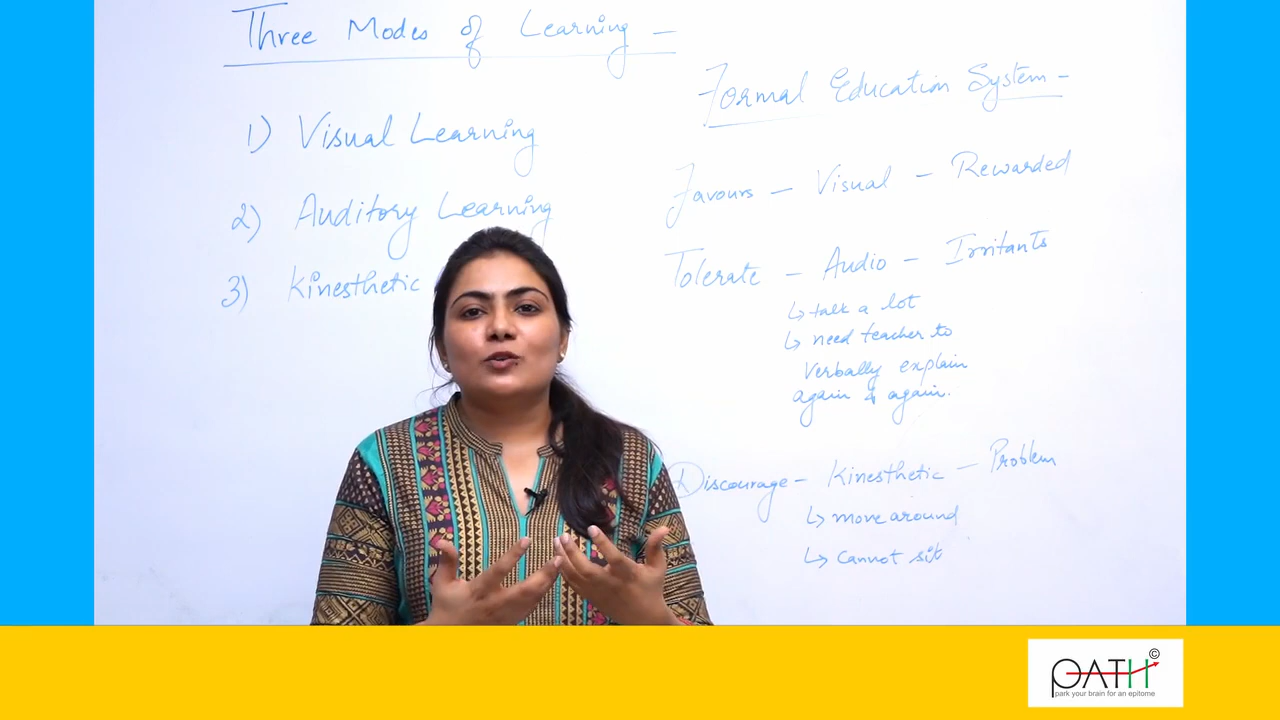 Three Modes of Learning -
1) Visual Learning
2) Auditory Learning
3) Kinesthetic
Formal Education System -
Favours - Visual - Rewarded
Tolerate - Audio - Irritants
↳ talk a lot
↳ need teacher to
verbally explain
again & again.
Discourage - Kinesthetic - Problem
↳ move around
↳ cannot sit
PATH©
park your brain for an epitome